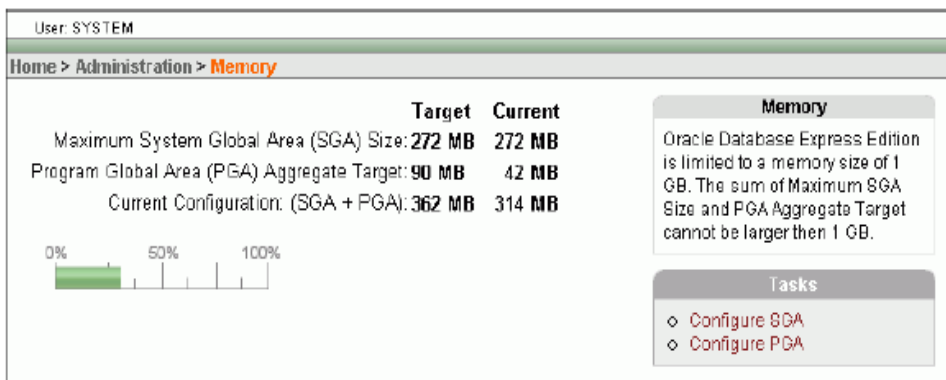 User: SYSTEM
Home > Administration > Memory
Target Current
Maximum System Global Area (SGA) Size: 272 MB 272 MB
Program Global Area (PGA) Aggregate Target: 90 MB 42 MB
Current Configuration: (SGA + PGA): 362 MB 314 MB
0% 50% 100%
Memory
Oracle Database Express Edition
is limited to a memory size of 1
GB. The sum of Maximum SGA
Size and PGA Aggregate Target
cannot be larger then 1 GB.
Tasks
Configure SGA
Configure PGA